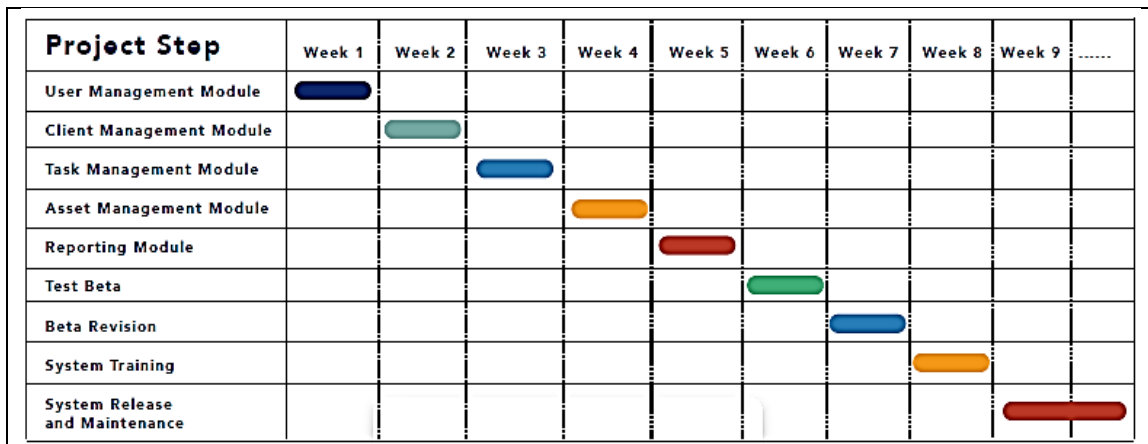 Project Step Week 1 Week 2 Week 3 Week 4 Week 5 Week 6 Week 7 Week 8 Week 9 ......
User Management Module
Client Management Module
Task Management Module
Asset Management Module
Reporting Module
Test Beta
Beta Revision
System Training
System Release
and Maintenance